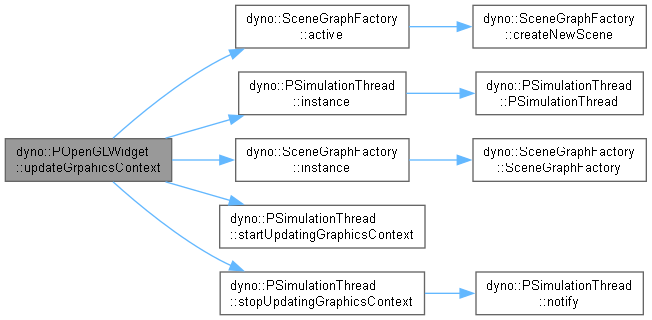 dyno::SceneGraphFactory
::active
dyno::SceneGraphFactory
::createNewScene
dyno::PSimulationThread
::instance
dyno::PSimulationThread
::PSimulationThread
dyno::POpenGLWidget
::updateGrpahicsContext
dyno::SceneGraphFactory
::instance
dyno::SceneGraphFactory
::SceneGraphFactory
dyno::PSimulationThread
::startUpdatingGraphicsContext
dyno::PSimulationThread
::stopUpdatingGraphicsContext
dyno::PSimulationThread
::notify